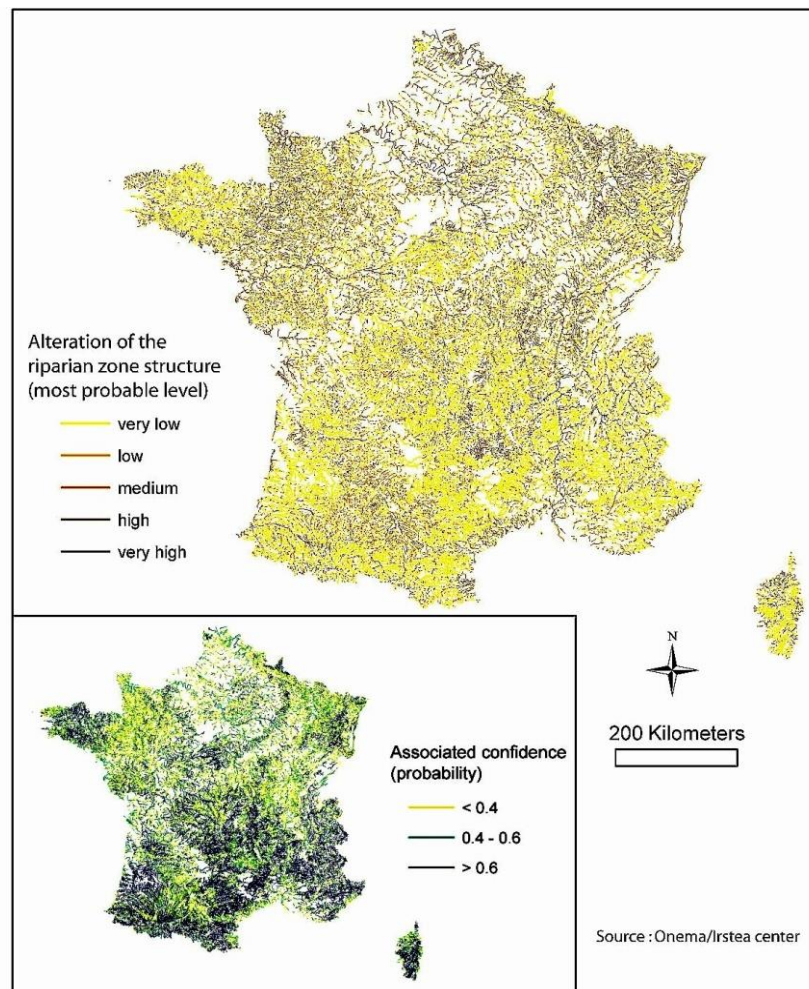 Alteration of the
riparian zone structure
(most probable level)
very low
low
medium
high
very high
N
200 Kilometers
Associated confidence
(probability)
< 0.4
0.4 - 0.6
> 0.6
Source : Onema/Irstea center